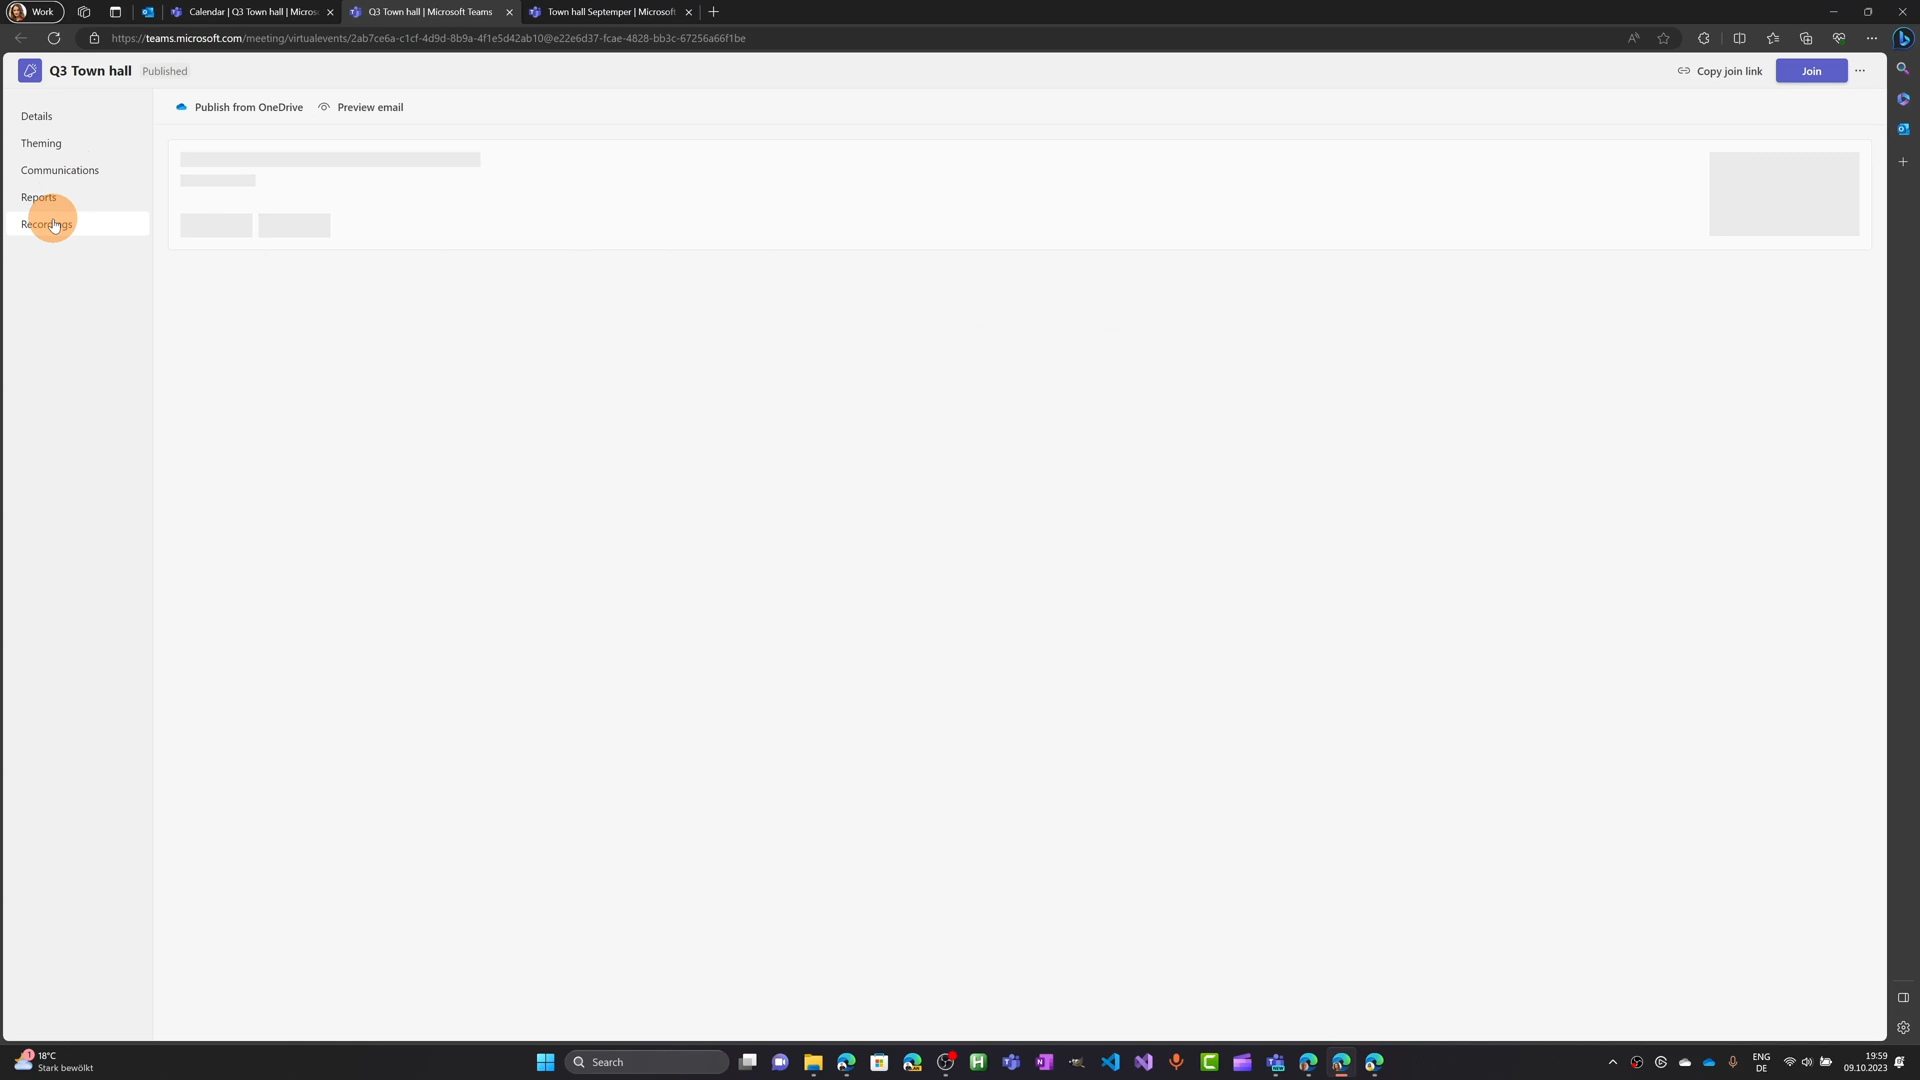 Work
Calendar | Q3 Town hall | Micros
Q3 Town hall | Microsoft Teams
Town hall Septemper | Microsoft
https://teams.microsoft.com/meeting/virtualevents/2ab7ce6a-c1cf-4d9d-8b9a-4f1e5d42ab10@e22e6d37-fcae-4828-bb3c-67256a66f1be
Q3 Town hall
Published
Copy join link
Join
Details
Theming
Communications
Reports
Recordings
Publish from OneDrive
Preview email
18°C
Stark bewölkt
Search
ENG
DE
19:59
09.10.2023